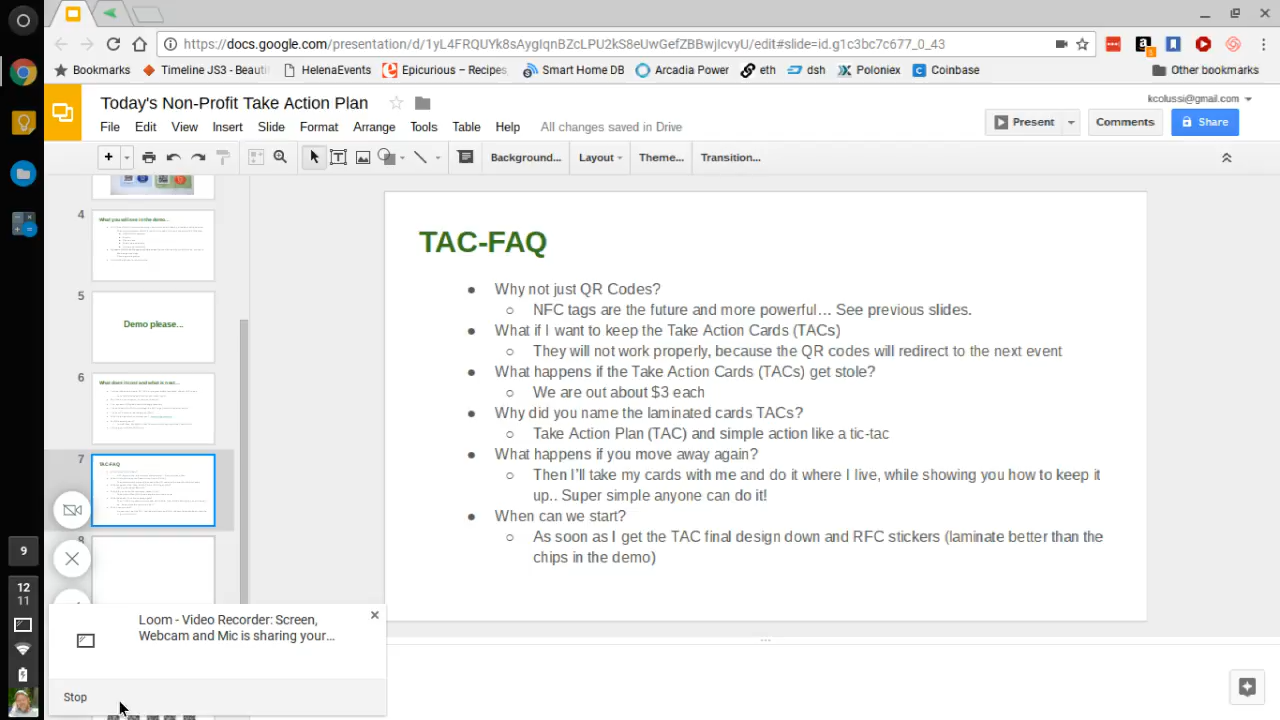 https://docs.google.com/presentation/d/1yL4FRQUYk8sAygIqnBZcLPU2kS8eUwGefZBBwjIcvyU/edit#slide=id.g1c3bc7c677_0_43
Bookmarks
Timeline JS3 - Beauti
HelenaEvents
Epicurious – Recipes,
Smart Home DB
Arcadia Power
eth
dsh
Poloniex
Coinbase
Other bookmarks
Today's Non-Profit Take Action Plan
kcolussi@gmail.com
File Edit View Insert Slide Format Arrange Tools Table Help All changes saved in Drive
Present
Comments
Share
Background...
Layout
Theme...
Transition...
4
What you will see in the demo...
5
Demo please...
6
7
TAC-FAQ
8
TAC-FAQ
● Why not just QR Codes?
○ NFC tags are the future and more powerful… See previous slides.
● What if I want to keep the Take Action Cards (TACs)
○ They will not work properly, because the QR codes will redirect to the next event
● What happens if the Take Action Cards (TACs) get stole?
○ We are out about $3 each
● Why did you name the laminated cards TACs?
○ Take Action Plan (TAC) and simple action like a tic-tac
● What happens if you move away again?
○ Then I'll take my cards with me and do it where I live, while showing you how to keep it
up.. Super simple anyone can do it!
● When can we start?
○ As soon as I get the TAC final design down and RFC stickers (laminate better than the
chips in the demo)
Loom - Video Recorder: Screen,
Webcam and Mic is sharing your...
Stop
9
12
11